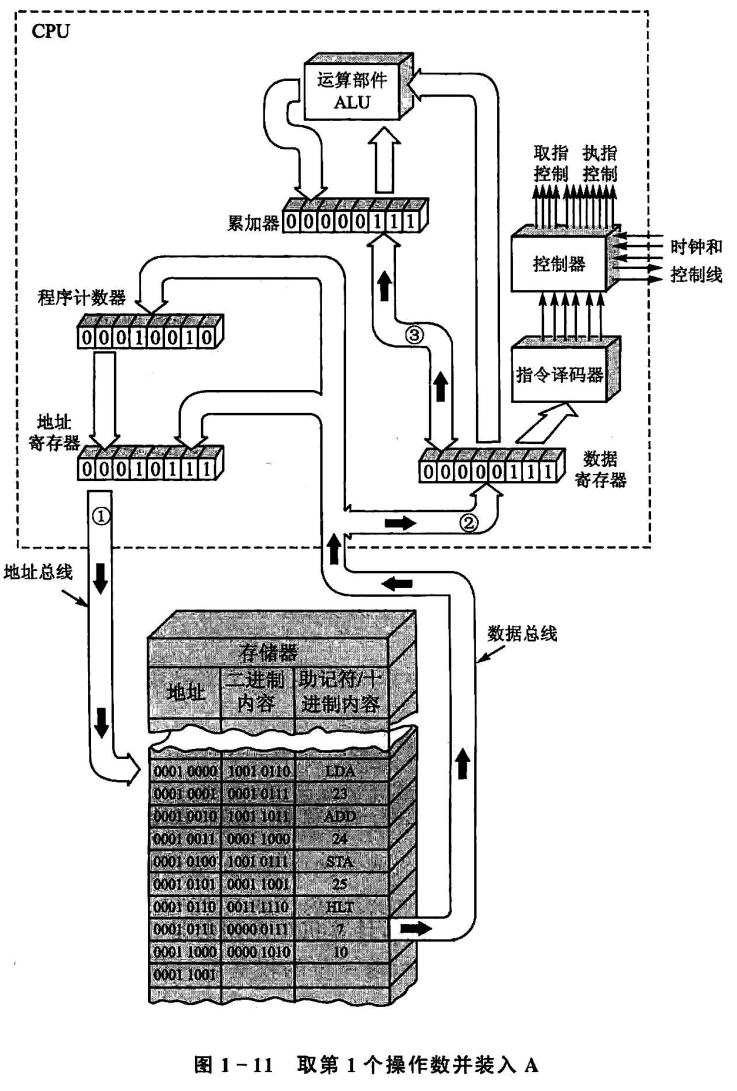 CPU
运算部件
ALU
取指 执指
控制 控制
累加器
0 0 0 0 0 1 1 1
控制器
时钟和
控制线
程序计数器
0 0 0 1 0 0 1 0
指令译码器
地址
寄存器
0 0 0 1 0 1 1 1
③
0 0 0 0 0 1 1 1
数据
寄存器
①
②
地址总线
数据总线
存储器
地址 二进制内容 助记符/十进制内容
0001 0000 1001 0110 LDA
0001 0001 0001 0111 23
0001 0010 1001 1011 ADD
0001 0011 0001 1000 24
0001 0100 1001 0111 STA
0001 0101 0001 1001 25
0001 0110 0011 1110 HLT
0001 0111 0000 0111 7
0001 1000 0000 1010 10
0001 1001
图 1-11 取第 1 个操作数并装入 A